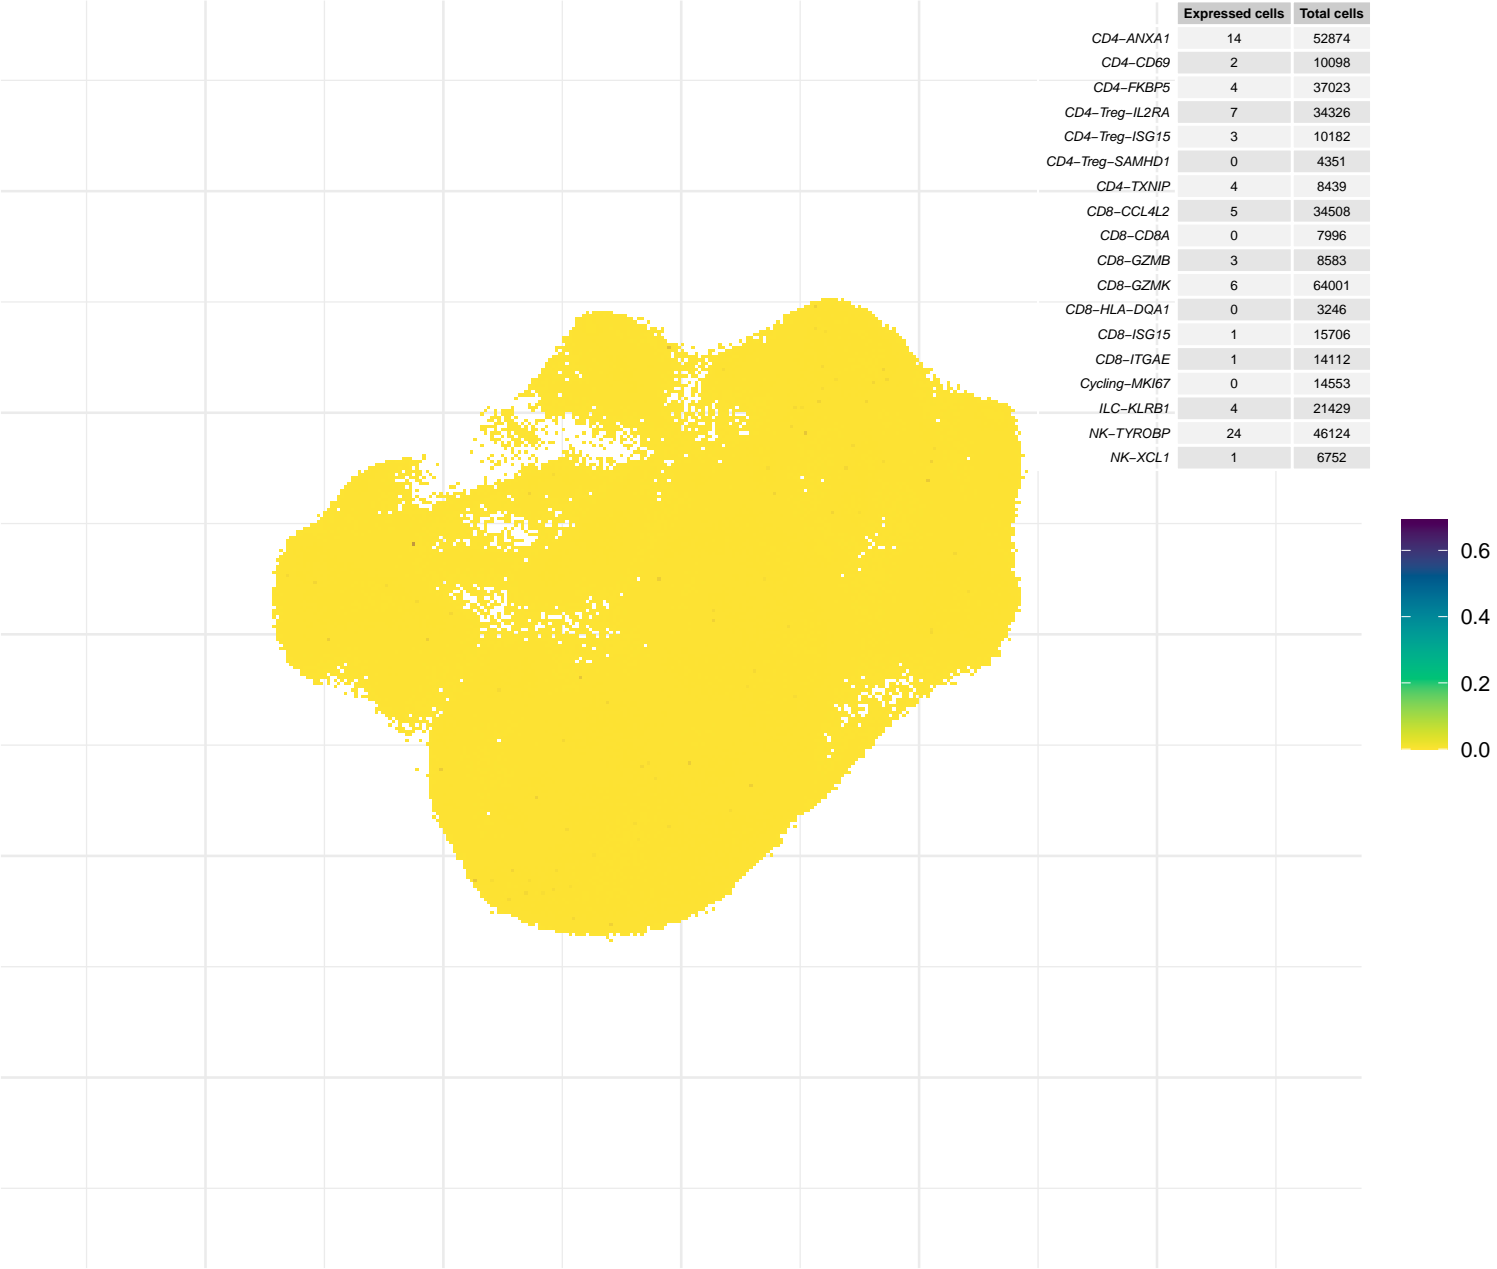 Expressed cells Total cells
CD4−ANXA1 14 52874
CD4−CD69 2 10098
CD4−FKBP5 4 37023
CD4−Treg−IL2RA 7 34326
CD4−Treg−ISG15 3 10182
CD4−Treg−SAMHD1 0 4351
CD4−TXNIP 4 8439
CD8−CCL4L2 5 34508
CD8−CD8A 0 7996
CD8−GZMB 3 8583
CD8−GZMK 6 64001
CD8−HLA−DQA1 0 3246
CD8−ISG15 1 15706
CD8−ITGAE 1 14112
Cycling−MKI67 0 14553
ILC−KLRB1 4 21429
NK−TYROBP 24 46124
NK−XCL1 1 6752
0.6
0.4
0.2
0.0